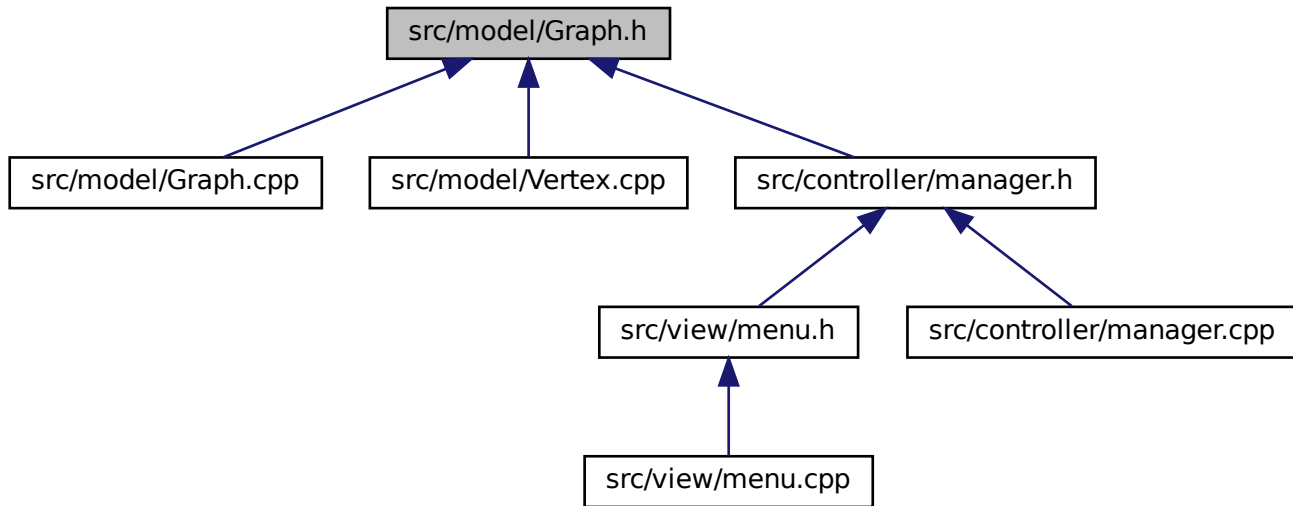 src/model/Graph.h
src/model/Graph.cpp
src/model/Vertex.cpp
src/controller/manager.h
src/view/menu.h
src/controller/manager.cpp
src/view/menu.cpp